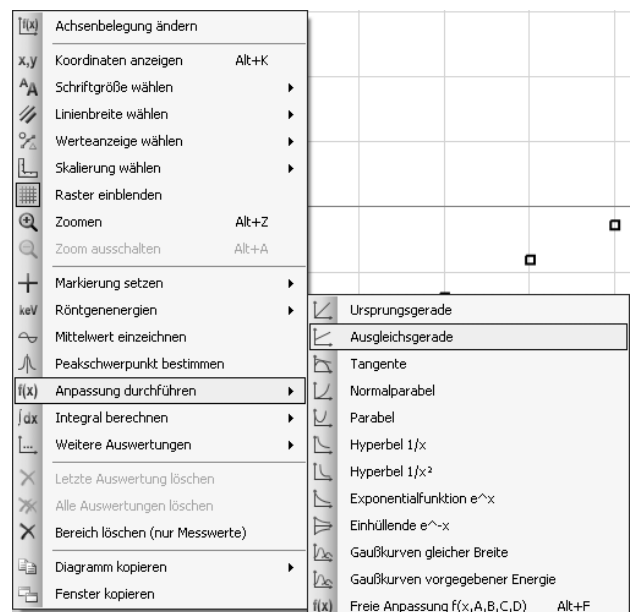 f(x) Achsenbelegung ändern
x,y Koordinaten anzeigen Alt+K
AA Schriftgröße wählen
Linienbreite wählen
Werteanzeige wählen
Skalierung wählen
Raster einblenden
Zoomen Alt+Z
Zoom ausschalten Alt+A
Markierung setzen
keV Röntgenenergien
Mittelwert einzeichnen
Peakschwerpunkt bestimmen
f(x) Anpassung durchführen
∫dx Integral berechnen
Weitere Auswertungen
Letzte Auswertung löschen
Alle Auswertungen löschen
Bereich löschen (nur Messwerte)
Diagramm kopieren
Fenster kopieren
Ursprungsgerade
Ausgleichsgerade
Tangente
Normalparabel
Parabel
Hyperbel 1/x
Hyperbel 1/x²
Exponentialfunktion e^x
Einhüllende e^-x
Gaußkurven gleicher Breite
Gaußkurven vorgegebener Energie
f(x) Freie Anpassung f(x,A,B,C,D) Alt+F